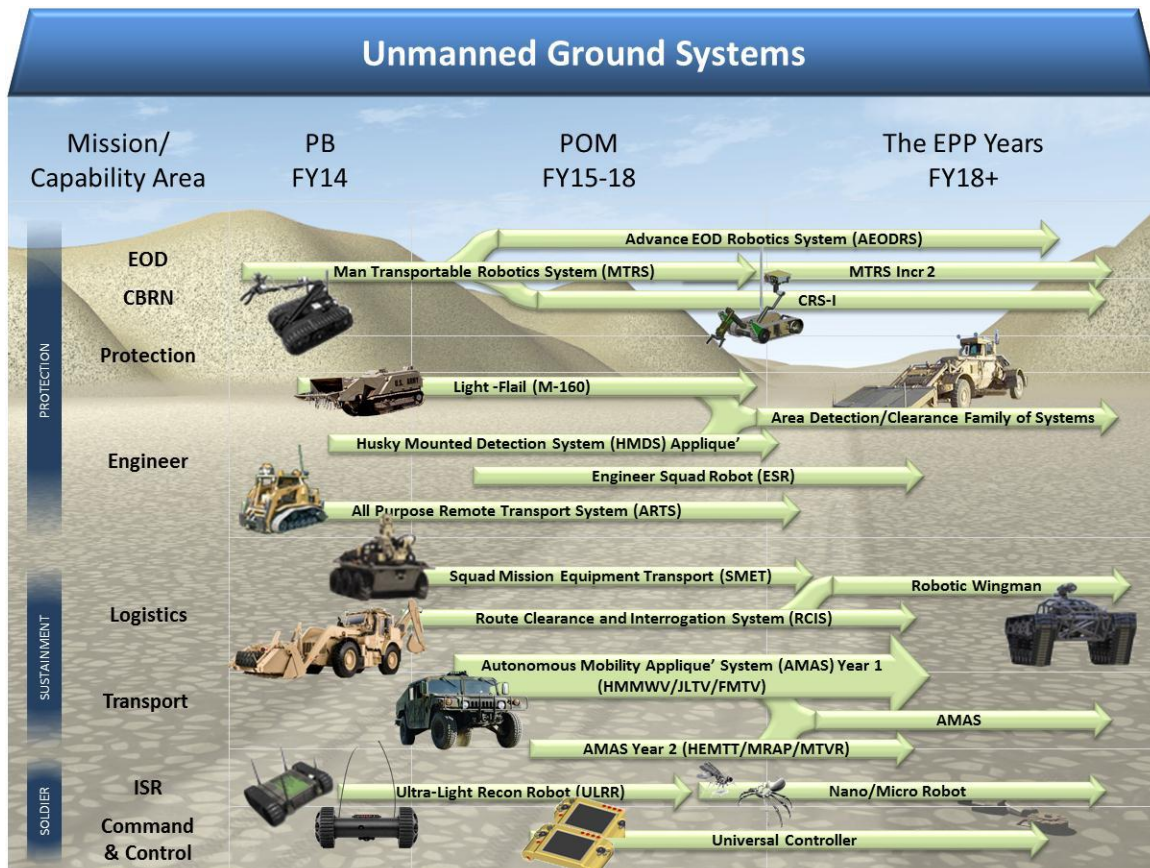 Unmanned Ground Systems
Mission/
Capability Area
PB
FY14
POM
FY15-18
The EPP Years
FY18+
PROTECTION
EOD
CBRN
Protection
Engineer
Advance EOD Robotics System (AEODRS)
Man Transportable Robotics System (MTRS)
MTRS Incr 2
CRS-I
U.S. ARMY
Light -Flail (M-160)
Area Detection/Clearance Family of Systems
Husky Mounted Detection System (HMDS) Applique’
Engineer Squad Robot (ESR)
All Purpose Remote Transport System (ARTS)
SUSTAINMENT
Logistics
Transport
Squad Mission Equipment Transport (SMET)
Robotic Wingman
Route Clearance and Interrogation System (RCIS)
Autonomous Mobility Applique’ System (AMAS) Year 1
(HMMWV/JLTV/FMTV)
AMAS
AMAS Year 2 (HEMTT/MRAP/MTVR)
SOLDIER
ISR
Command
& Control
Ultra-Light Recon Robot (ULRR)
Nano/Micro Robot
Universal Controller